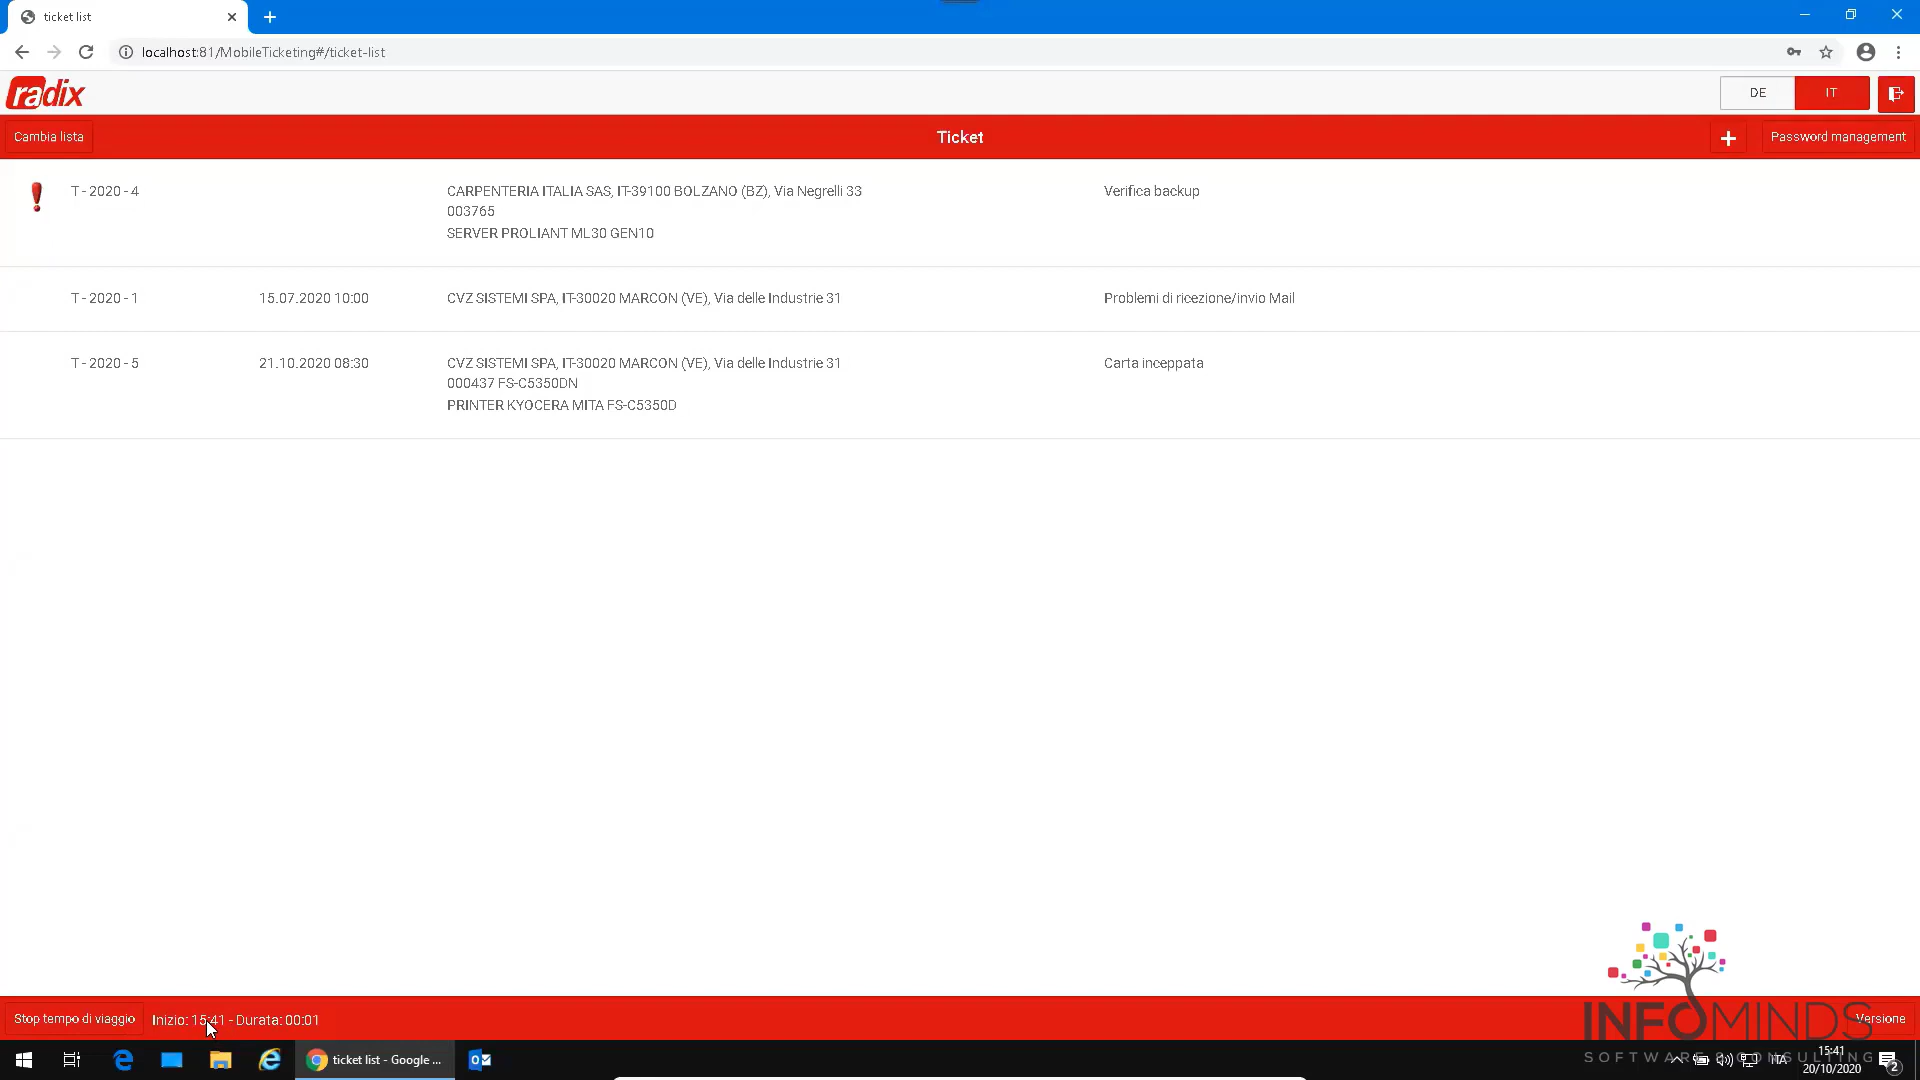 ticket list
localhost:81/MobileTicketing#/ticket-list
radix
DE
IT
Cambia lista
Ticket
Password management
T - 2020 - 4
CARPENTERIA ITALIA SAS, IT-39100 BOLZANO (BZ), Via Negrelli 33
003765
SERVER PROLIANT ML30 GEN10
Verifica backup
T - 2020 - 1
15.07.2020 10:00
CVZ SISTEMI SPA, IT-30020 MARCON (VE), Via delle Industrie 31
Problemi di ricezione/invio Mail
T - 2020 - 5
21.10.2020 08:30
CVZ SISTEMI SPA, IT-30020 MARCON (VE), Via delle Industrie 31
000437 FS-C5350DN
PRINTER KYOCERA MITA FS-C5350D
Carta inceppata
Stop tempo di viaggio
Inizio: 15:41 - Durata: 00:01
INFOMINDS
SOFTWARE & CONSULTING
Versione
ticket list - Google ...
ITA
15:41
20/10/2020
2